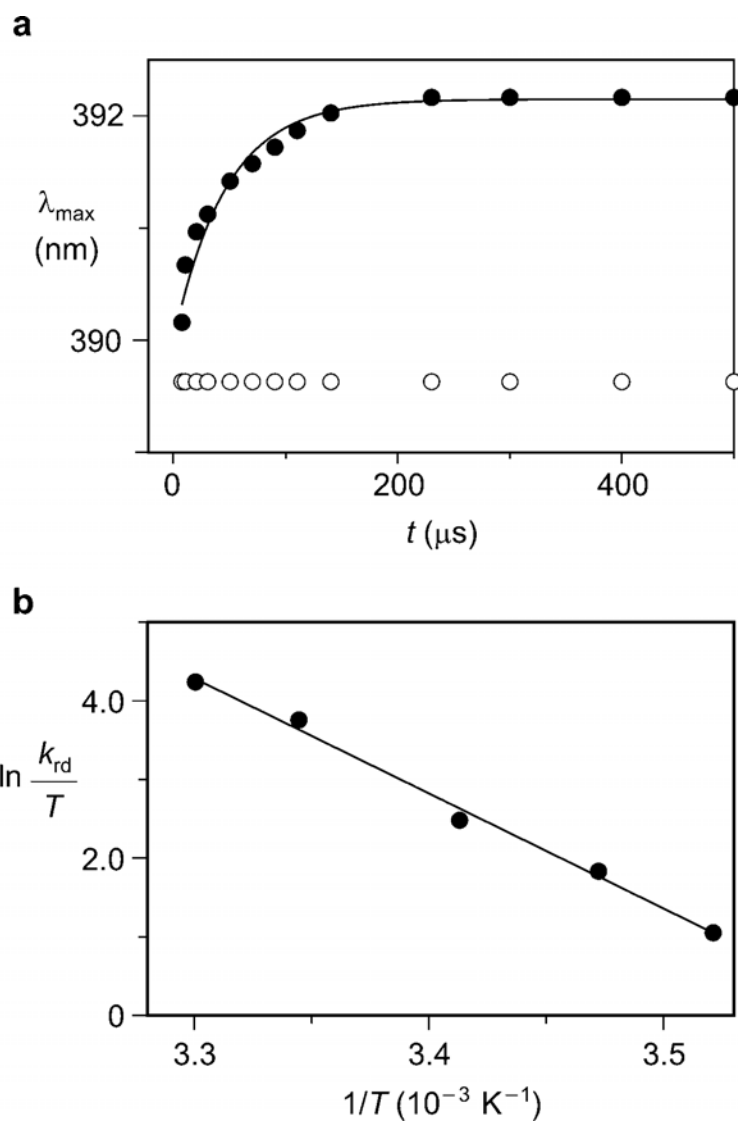 a
392
λmax
(nm)
390
0 200 400
t (μs)
b
4.0
ln krd/T
2.0
0
3.3 3.4 3.5
1/T (10⁻³ K⁻¹)